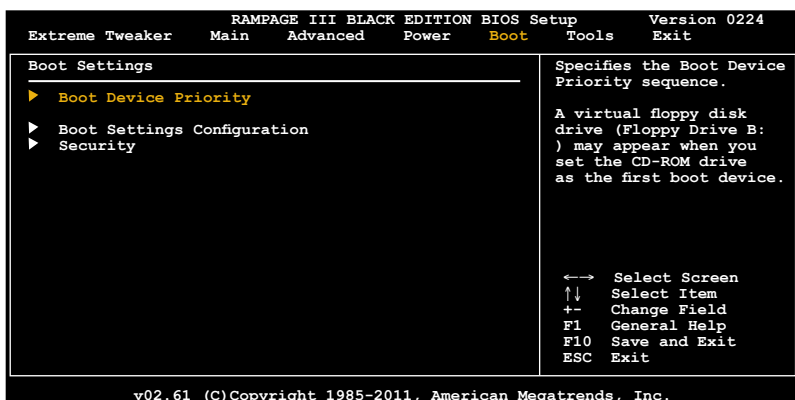 RAMPAGE III BLACK EDITION BIOS Setup Version 0224
Extreme Tweaker Main Advanced Power Boot Tools Exit
Boot Settings
Boot Device Priority
Boot Settings Configuration
Security
Specifies the Boot Device
Priority sequence.
A virtual floppy disk
drive (Floppy Drive B:
) may appear when you
set the CD-ROM drive
as the first boot device.
←→ Select Screen
↑↓ Select Item
+- Change Field
F1 General Help
F10 Save and Exit
ESC Exit
v02.61 (C)Copyright 1985-2011, American Megatrends, Inc.